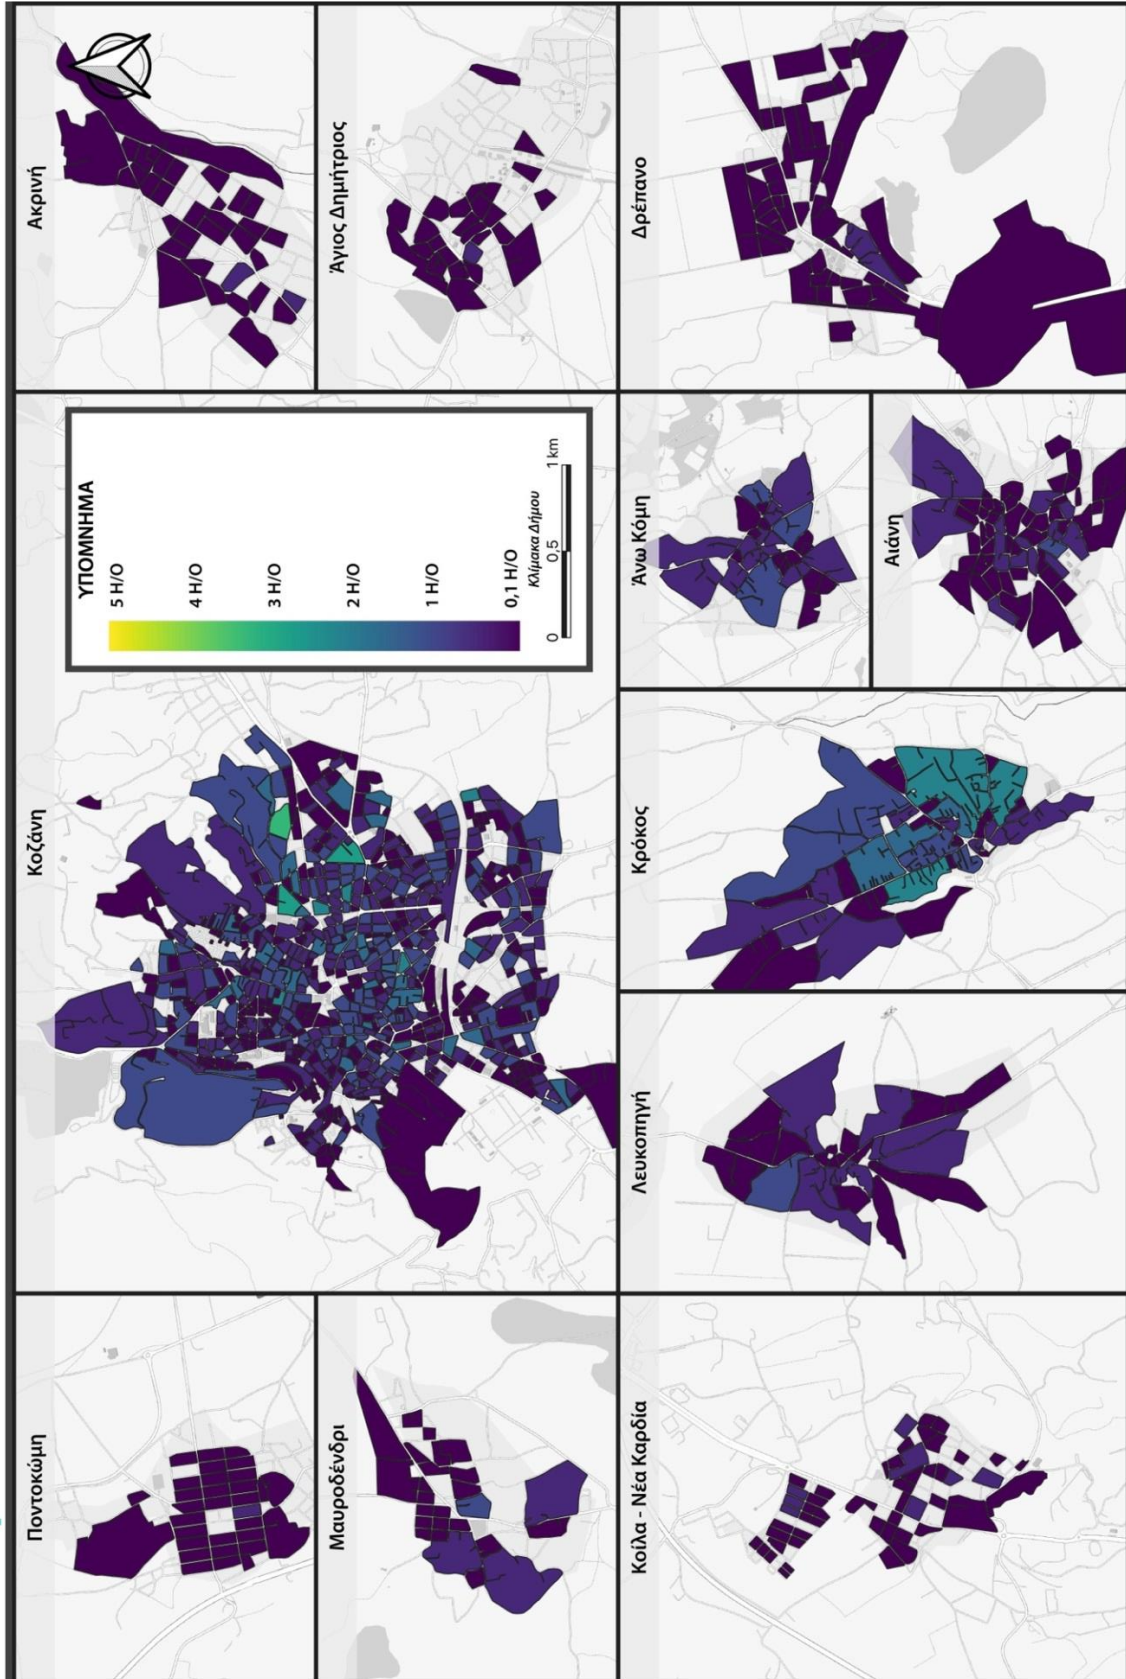 Ποντοκώμη
Κοζάνη
ΥΠΟΜΝΗΜΑ
5 Η/Ο
4 Η/Ο
3 Η/Ο
2 Η/Ο
1 Η/Ο
0,1 Η/Ο
Κλίμακα Δήμου
0 0,5 1 km
Ακρινή
Μαυροδένδρι
Άγιος Δημήτριος
Κοίλα - Νέα Καρδία
Λευκοπηγή
Κρόκος
Άνω Κόμη
Αιάνη
Δρέπανο